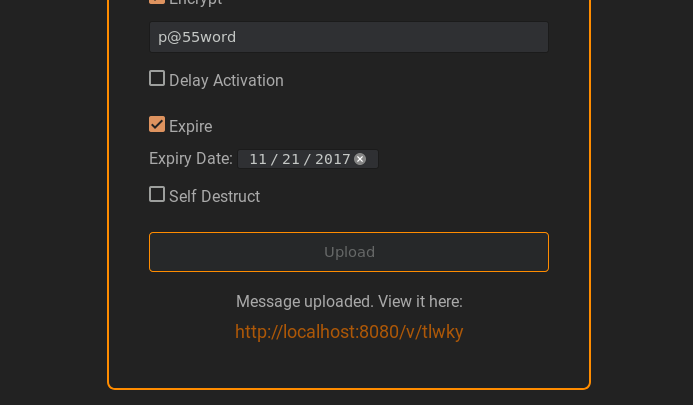 Encrypt
p@55word
Delay Activation
Expire
Expiry Date: 11/21/2017
Self Destruct
Upload
Message uploaded. View it here:
http://localhost:8080/v/tlwky